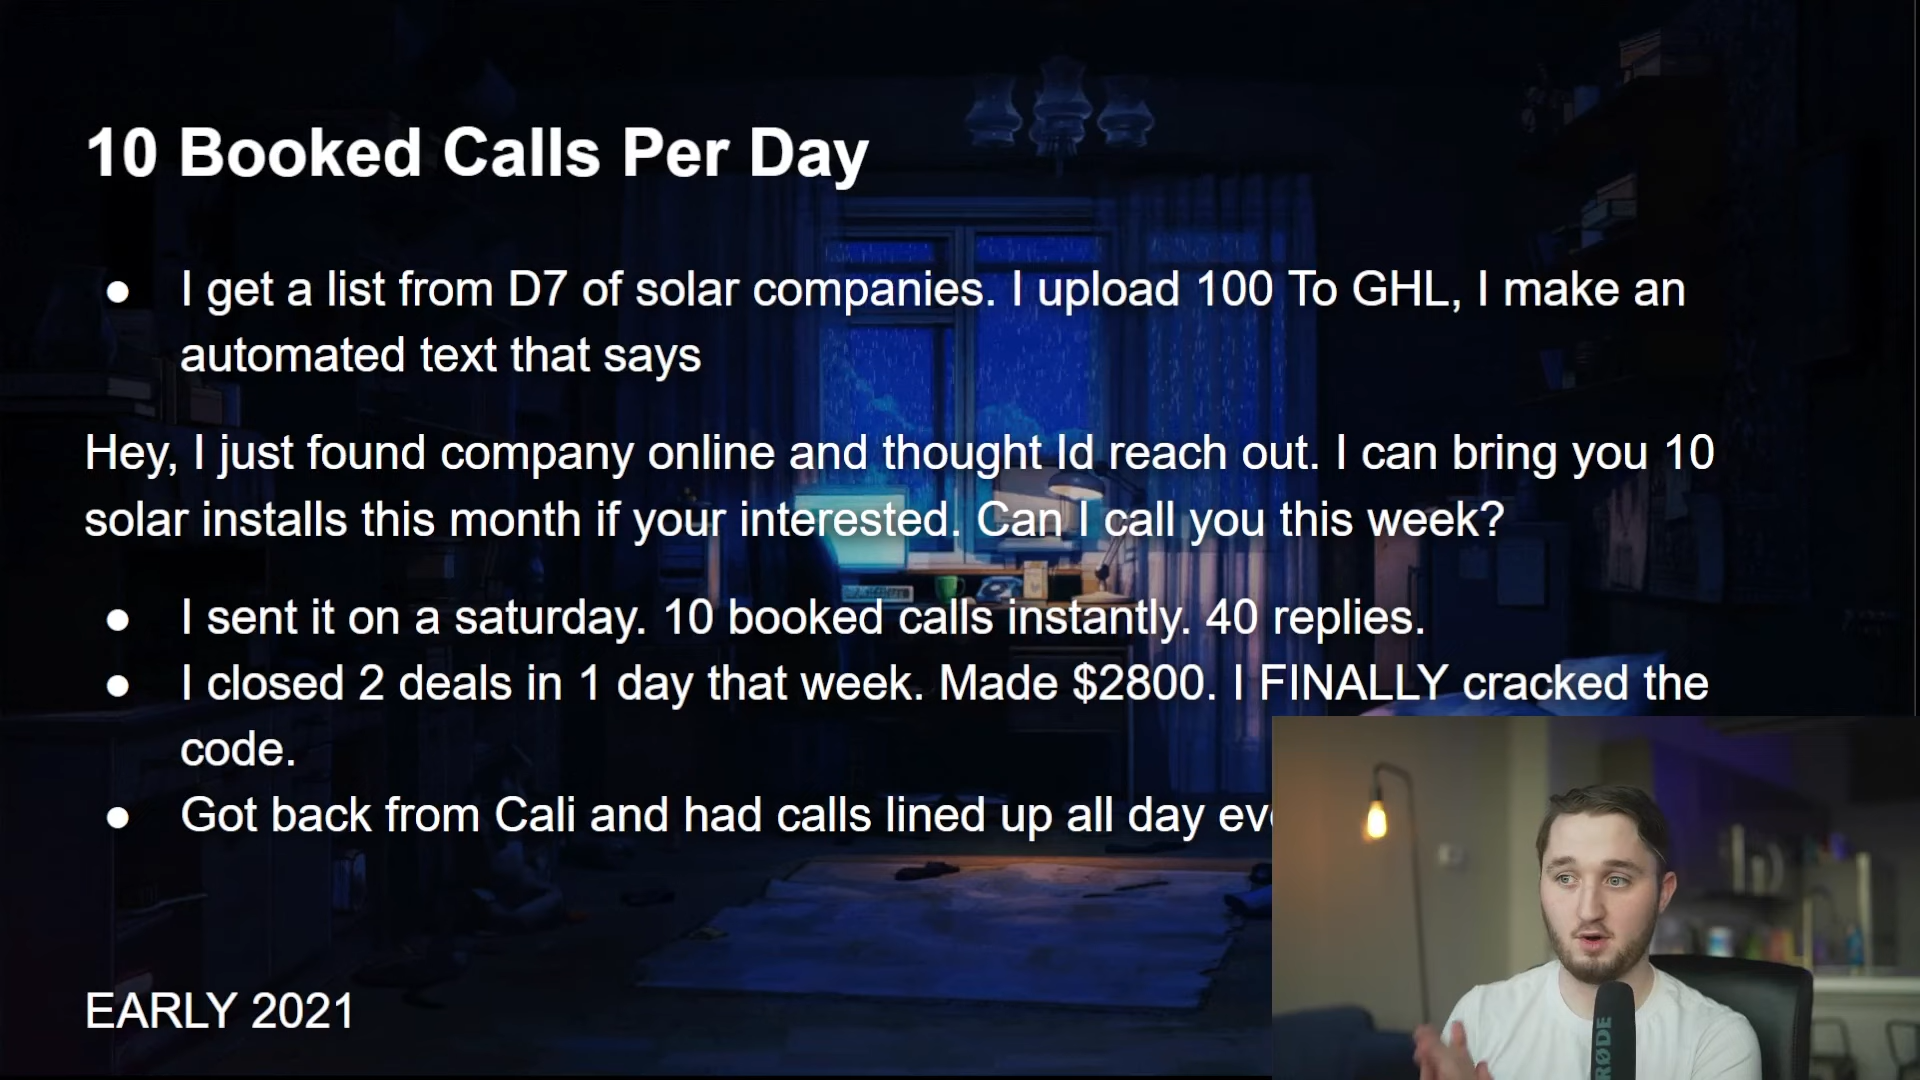 10 Booked Calls Per Day
● I get a list from D7 of solar companies. I upload 100 To GHL, I make an
automated text that says
Hey, I just found company online and thought Id reach out. I can bring you 10
solar installs this month if your interested. Can I call you this week?
● I sent it on a saturday. 10 booked calls instantly. 40 replies.
● I closed 2 deals in 1 day that week. Made $2800. I FINALLY cracked the
code.
● Got back from Cali and had calls lined up all day
EARLY 2021
RØDE